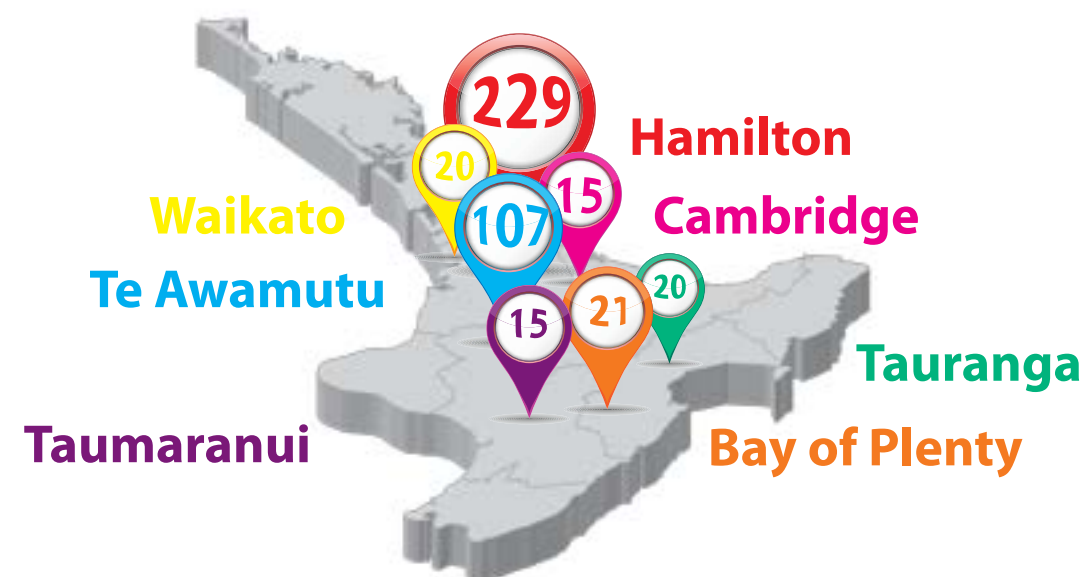 229
Hamilton
20
15
Waikato
107
Cambridge
Te Awamutu
20
15
21
Tauranga
Taumaranui
Bay of Plenty